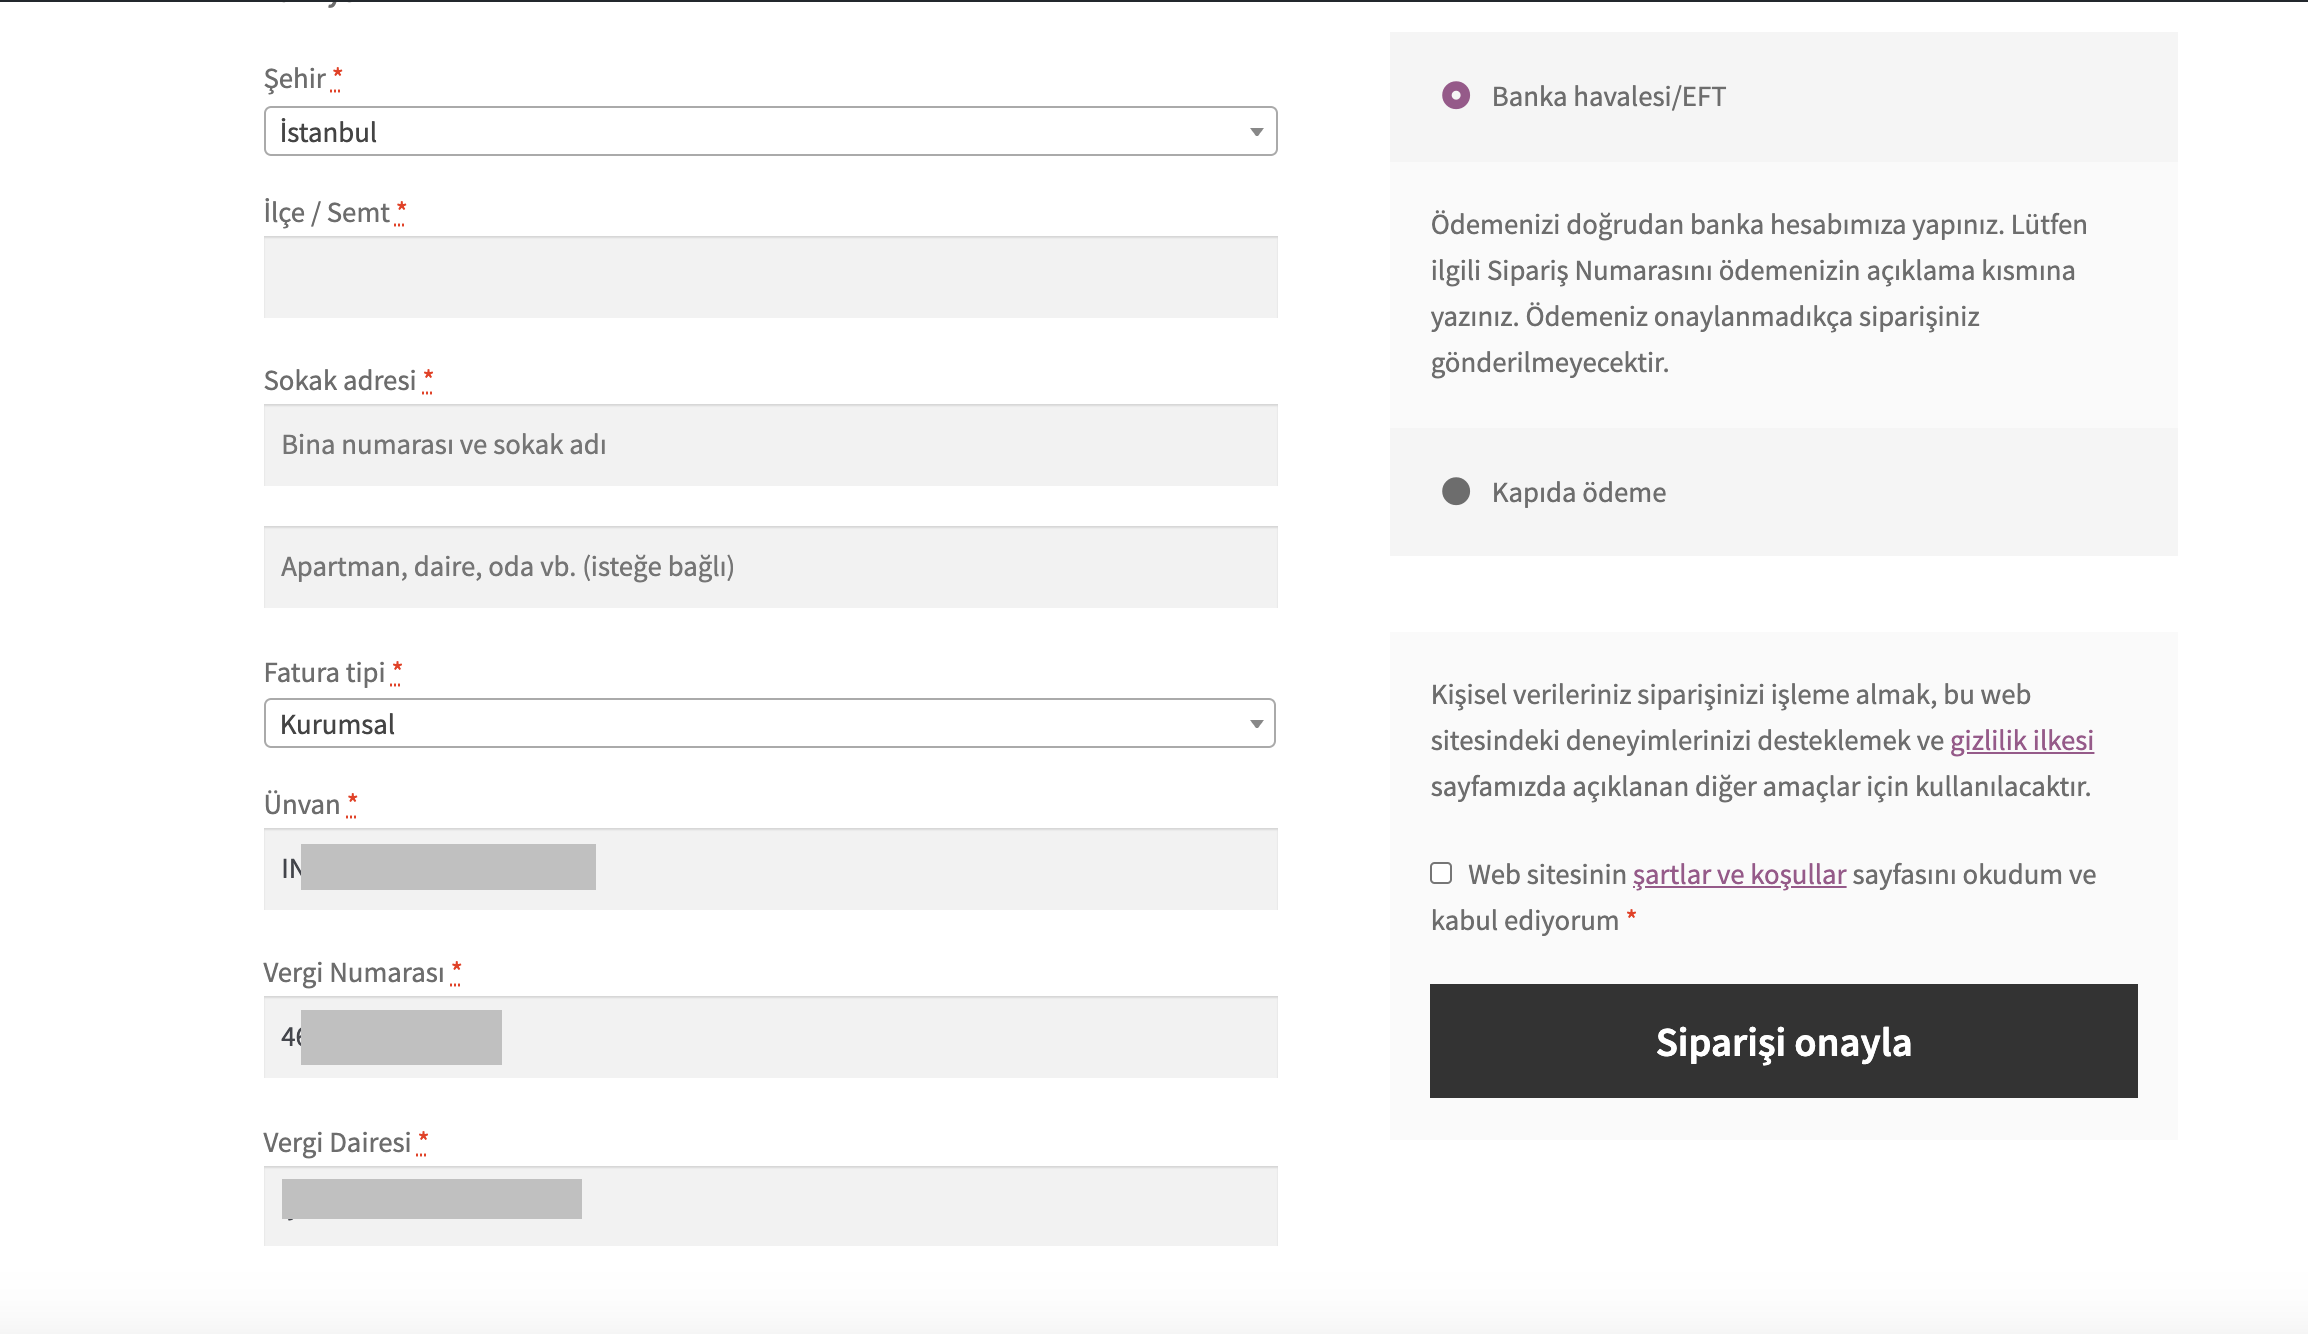 Şehir *
İstanbul
İlçe / Semt *
Sokak adresi *
Bina numarası ve sokak adı
Apartman, daire, oda vb. (isteğe bağlı)
Fatura tipi *
Kurumsal
Ünvan *
IN
Vergi Numarası *
46
Vergi Dairesi *
Banka havalesi/EFT
Ödemenizi doğrudan banka hesabımıza yapınız. Lütfen
ilgili Sipariş Numarasını ödemenizin açıklama kısmına
yazınız. Ödemeniz onaylanmadıkça siparişiniz
gönderilmeyecektir.
Kapıda ödeme
Kişisel verileriniz siparişinizi işleme almak, bu web
sitesindeki deneyimlerinizi desteklemek ve gizlilik ilkesi
sayfamızda açıklanan diğer amaçlar için kullanılacaktır.
Web sitesinin şartlar ve koşullar sayfasını okudum ve
kabul ediyorum *
Siparişi onayla